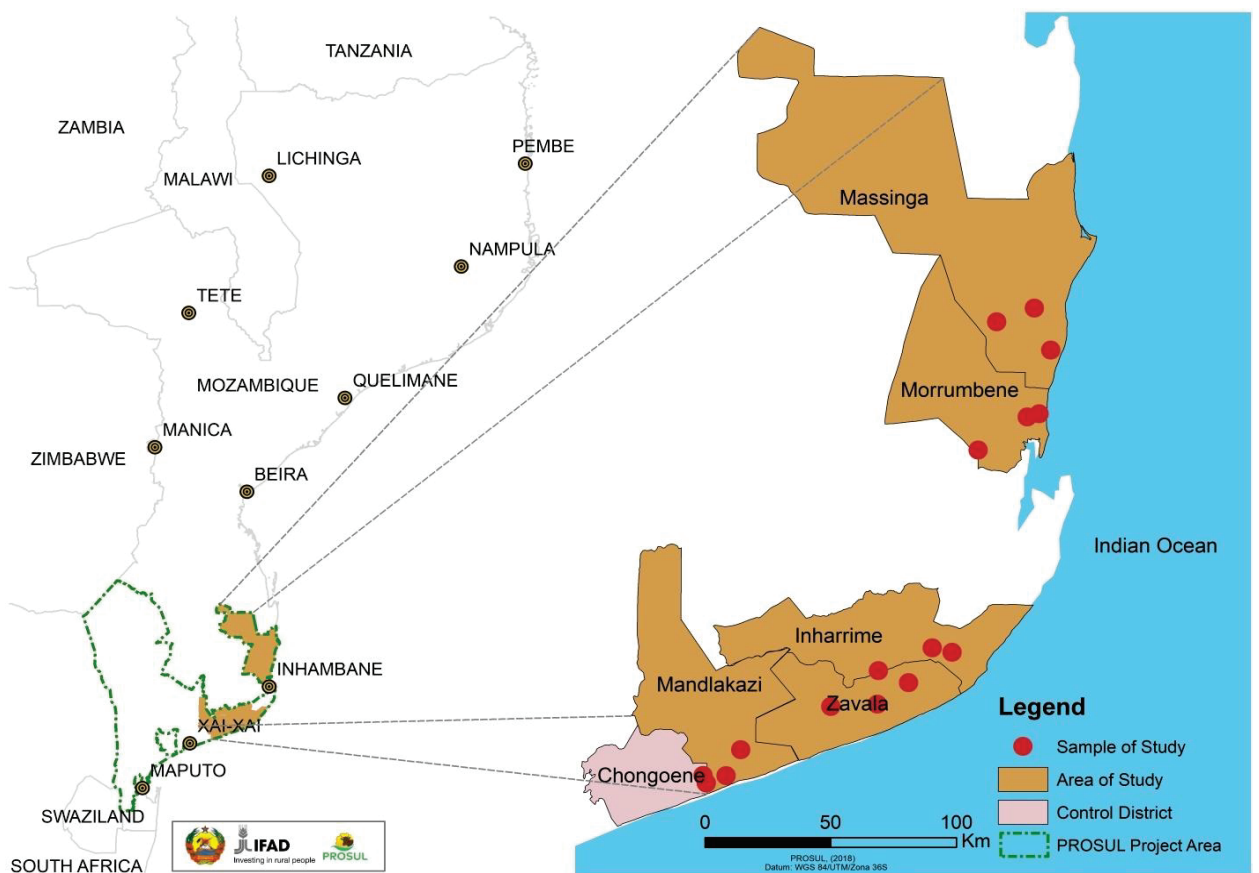 TANZANIA
ZAMBIA
LICHINGA
PEMBE
MALAWI
NAMPULA
TETE
MOZAMBIQUE
QUELIMANE
MANICA
ZIMBABWE
BEIRA
INHAMBANE
XAI-XAI
MAPUTO
SWAZILAND
SOUTH AFRICA
JLIFAD
Investing in rural people
PROSUL
Massinga
Morrumbene
Indian Ocean
Inharrime
Mandlakazi
Zavala
Chongoene
Legend
Sample of Study
Area of Study
Control District
PROSUL Project Area
0 50 100
Km
PROSUL, (2018)
Datum: WGS 84/UTM/Zona 36S